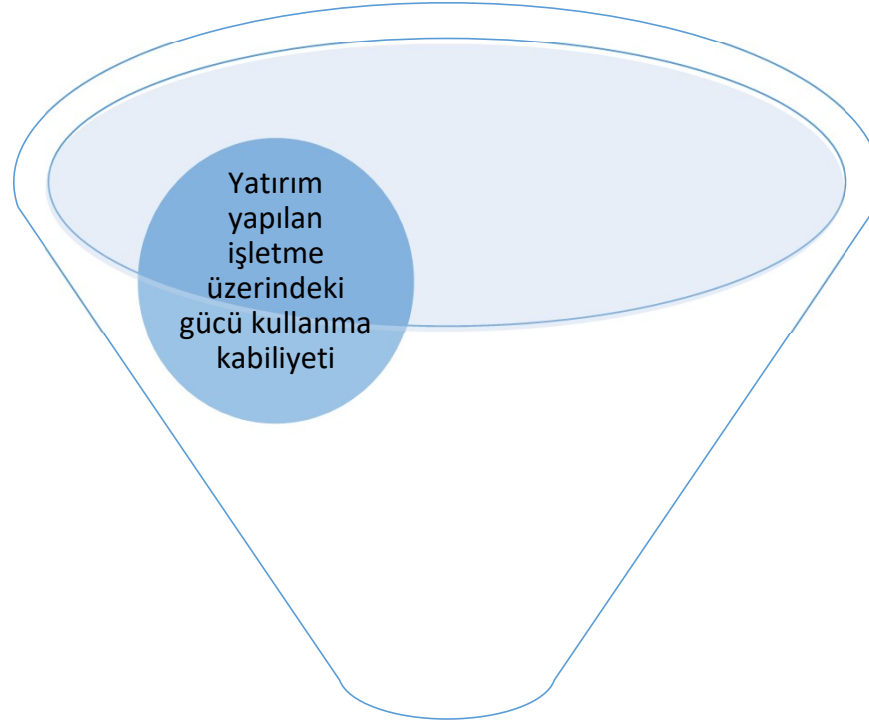 Yatırım
yapılan
işletme
üzerindeki
gücü kullanma
kabiliyeti